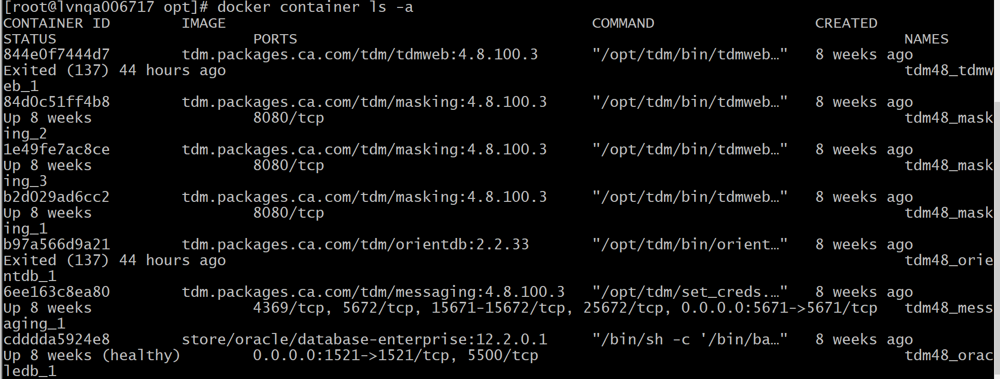 [root@lvnqa006717 opt]# docker container ls -a
CONTAINER ID        IMAGE                                         COMMAND                  CREATED
STATUS                      PORTS                                                                    NAMES
844e0f7444d7        tdm.packages.ca.com/tdm/tdmweb:4.8.100.3      "/opt/tdm/bin/tdmweb…"   8 weeks ago
Exited (137) 44 hours ago                                                                            tdm48_tdmw
eb_1
84d0c51ff4b8        tdm.packages.ca.com/tdm/masking:4.8.100.3     "/opt/tdm/bin/tdmweb…"   8 weeks ago
Up 8 weeks                  8080/tcp                                                                 tdm48_mask
ing_2
1e49fe7ac8ce        tdm.packages.ca.com/tdm/masking:4.8.100.3     "/opt/tdm/bin/tdmweb…"   8 weeks ago
Up 8 weeks                  8080/tcp                                                                 tdm48_mask
ing_3
b2d029ad6cc2        tdm.packages.ca.com/tdm/masking:4.8.100.3     "/opt/tdm/bin/tdmweb…"   8 weeks ago
Up 8 weeks                  8080/tcp                                                                 tdm48_mask
ing_1
b97a566d9a21        tdm.packages.ca.com/tdm/orientdb:2.2.33       "/opt/tdm/bin/orient…"   8 weeks ago
Exited (137) 44 hours ago                                                                            tdm48_orie
ntdb_1
6ee163c8ea80        tdm.packages.ca.com/tdm/messaging:4.8.100.3   "/opt/tdm/set_creds.…"   8 weeks ago
Up 8 weeks                  4369/tcp, 5672/tcp, 15671-15672/tcp, 25672/tcp, 0.0.0.0:5671->5671/tcp   tdm48_mess
aging_1
cdddda5924e8        store/oracle/database-enterprise:12.2.0.1     "/bin/sh -c '/bin/ba…"   8 weeks ago
Up 8 weeks (healthy)        0.0.0.0:1521->1521/tcp, 5500/tcp                                         tdm48_orac
ledb_1